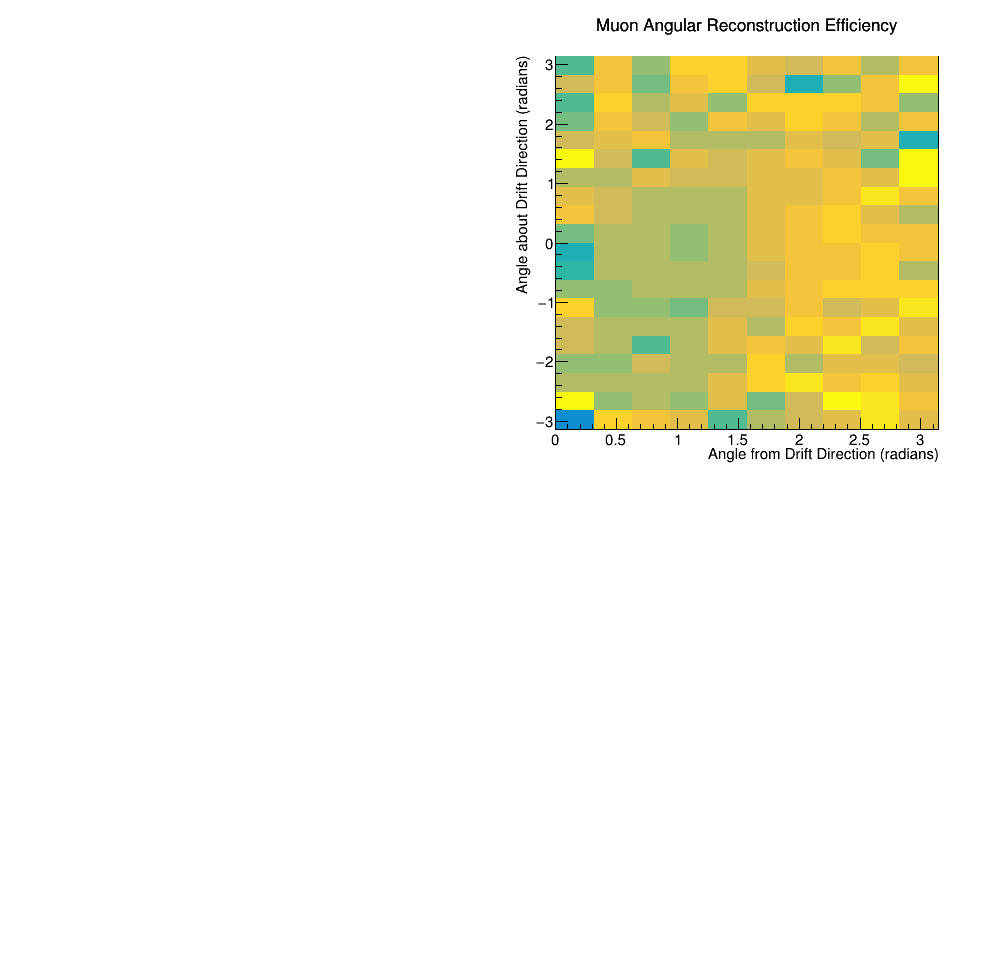 Muon Angular Reconstruction Efficiency
Angle about Drift Direction (radians)
3
2
1
0
−1
−2
−3
0 0.5 1 1.5 2 2.5 3
Angle from Drift Direction (radians)